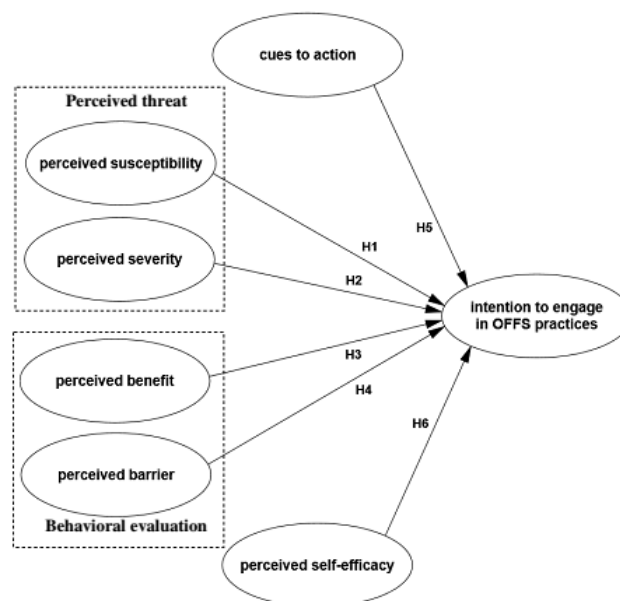 cues to action
Perceived threat
perceived susceptibility
H1
H5
perceived severity
H2
intention to engage
in OFFS practices
perceived benefit
H3
H4
H6
perceived barrier
Behavioral evaluation
perceived self-efficacy